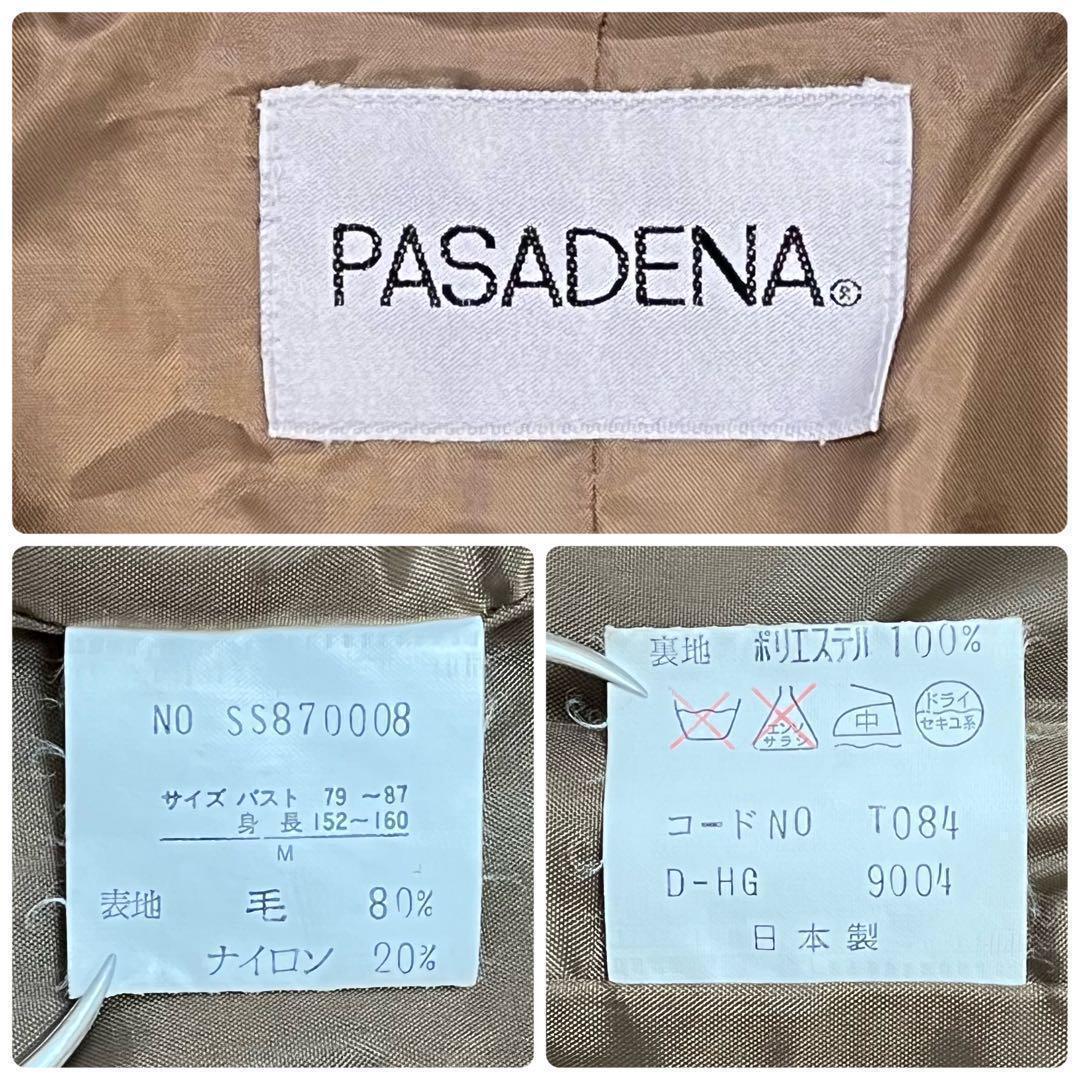 PASADENA®
NO SS870008
サイズ バスト 79 ~87
身 長 152~160
M
表地 毛 80%
ナイロン 20%
裏地 ポリエステル 100%
エンソ
サラシ
中
ドライ
セキユ系
コードNO T084
D-HG 9004
日本製